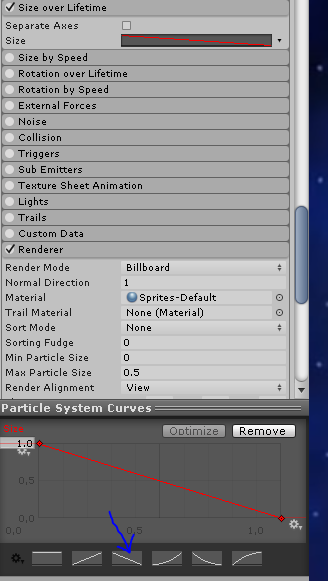 Size over Lifetime
Separate Axes
Size
Size by Speed
Rotation over Lifetime
Rotation by Speed
External Forces
Noise
Collision
Triggers
Sub Emitters
Texture Sheet Animation
Lights
Trails
Custom Data
Renderer
Render Mode Billboard
Normal Direction 1
Material Sprites-Default
Trail Material None (Material)
Sort Mode None
Sorting Fudge 0
Min Particle Size 0
Max Particle Size 0.5
Render Alignment View
Particle System Curves
Optimize Remove
1.0
0.5
0.0
0.0 0.5 1.0